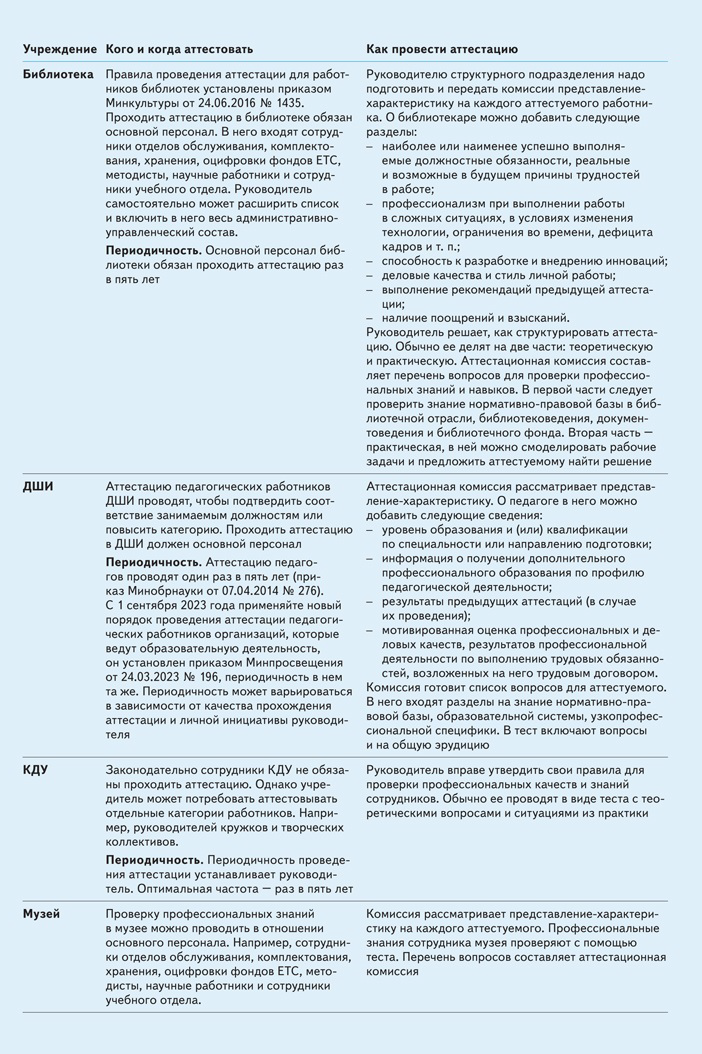 Учреждение Кого и когда аттестовать Как провести аттестацию
Библиотека
Правила проведения аттестации для работ-
ников библиотек установлены приказом
Минкультуры от 24.06.2016 № 1435.
Проходить аттестацию в библиотеке обязан
основной персонал. В него входят сотруд-
ники отделов обслуживания, комплекто-
вания, хранения, оцифровки фондов ЕТС,
методисты, научные работники и сотруд-
ники учебного отдела. Руководитель
самостоятельно может расширить список
и включить в него весь административно-
управленческий состав.
Периодичность. Основной персонал биб-
лиотеки обязан проходить аттестацию раз
в пять лет
Руководителю структурного подразделения надо
подготовить и передать комиссии представление-
характеристику на каждого аттестуемого работни-
ка. О библиотекаре можно добавить следующие
разделы:
– наиболее или наименее успешно выполня-
емые должностные обязанности, реальные
и возможные в будущем причины трудностей
в работе;
– профессионализм при выполнении работы
в сложных ситуациях, в условиях изменения
технологии, ограничения во времени, дефицита
кадров и т. п.;
– способность к разработке и внедрению инноваций;
– деловые качества и стиль личной работы;
– выполнение рекомендаций предыдущей аттеста-
ции;
– наличие поощрений и взысканий.
Руководитель решает, как структурировать аттеста-
цию. Обычно ее делят на две части: теоретическую
и практическую. Аттестационная комиссия состав-
ляет перечень вопросов для проверки профессио-
нальных знаний и навыков. В первой части следует
проверить знание нормативно-правовой базы в биб-
лиотечной отрасли, библиотековедения, докумен-
товедения и библиотечного фонда. Вторая часть —
практическая, в ней можно смоделировать рабочие
задачи и предложить аттестуемому найти решение
ДШИ
Аттестацию педагогических работников
ДШИ проводят, чтобы подтвердить соот-
ветствие занимаемым должностям или
повысить категорию. Проходить аттестацию
в ДШИ должен основной персонал
Периодичность. Аттестацию педаго-
гов проводят один раз в пять лет (при-
каз Минобрнауки от 07.04.2014 № 276).
С 1 сентября 2023 года применяйте новый
порядок проведения аттестации педагоги-
ческих работников организаций, которые
ведут образовательную деятельность,
он установлен приказом Минпросвещения
от 24.03.2023 № 196, периодичность в нем
та же. Периодичность может варьироваться
в зависимости от качества прохождения
аттестации и личной инициативы руководи-
теля
Аттестационная комиссия рассматривает представ-
ление-характеристику. О педагоге в него можно
добавить следующие сведения:
– уровень образования и (или) квалификации
по специальности или направлению подготовки;
– информация о получении дополнительного
профессионального образования по профилю
педагогической деятельности;
– результаты предыдущих аттестаций (в случае
их проведения);
– мотивированная оценка профессиональных и де-
ловых качеств, результатов профессиональной
деятельности по выполнению трудовых обязанно-
стей, возложенных на него трудовым договором.
Комиссия готовит список вопросов для аттестуемого.
В него входят разделы на знание нормативно-пра-
вовой базы, образовательной системы, узкопрофес-
сиональной специфики. В тест включают вопросы
и на общую эрудицию
КДУ
Законодательно сотрудники КДУ не обяза-
ны проходить аттестацию. Однако учре-
дитель может потребовать аттестовывать
отдельные категории работников. Напри-
мер, руководителей кружков и творческих
коллективов.
Периодичность. Периодичность проведе-
ния аттестации устанавливает руководи-
тель. Оптимальная частота — раз в пять лет
Руководитель вправе утвердить свои правила для
проверки профессиональных качеств и знаний
сотрудников. Обычно ее проводят в виде теста с тео-
ретическими вопросами и ситуациями из практики
Музей
Проверку профессиональных знаний
в музее можно проводить в отношении
основного персонала. Например, сотрудни-
ки отделов обслуживания, комплектования,
хранения, оцифровки фондов ЕТС, мето-
дисты, научные работники и сотрудники
учебного отдела.
Комиссия рассматривает представление-характери-
стику на каждого аттестуемого. Профессиональные
знания сотрудника музея проверяют с помощью
теста. Перечень вопросов составляет аттестационная
комиссия